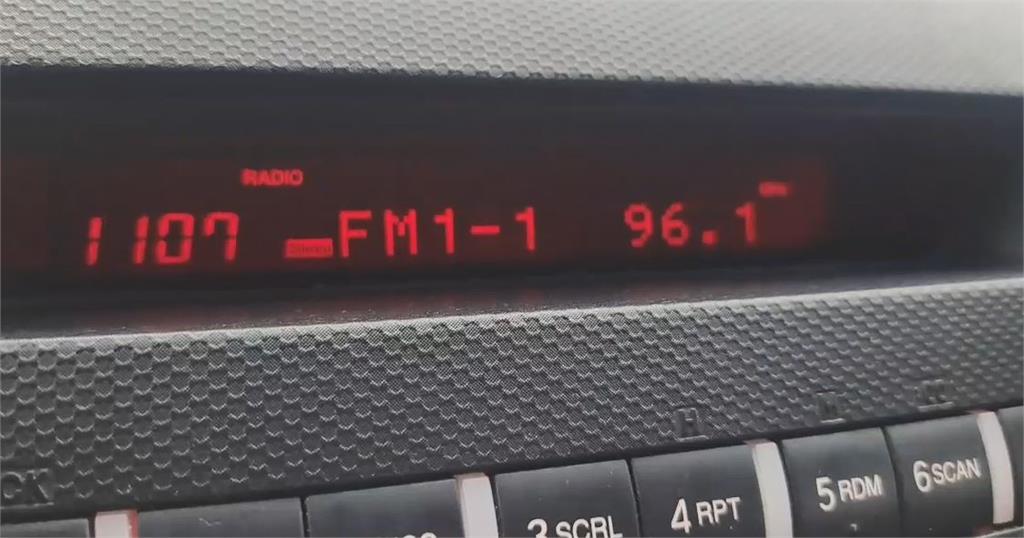 RADIO
1107 FM1-1 96.1
H M
3 SCRL 4 RPT 5 RDM 6 SCAN